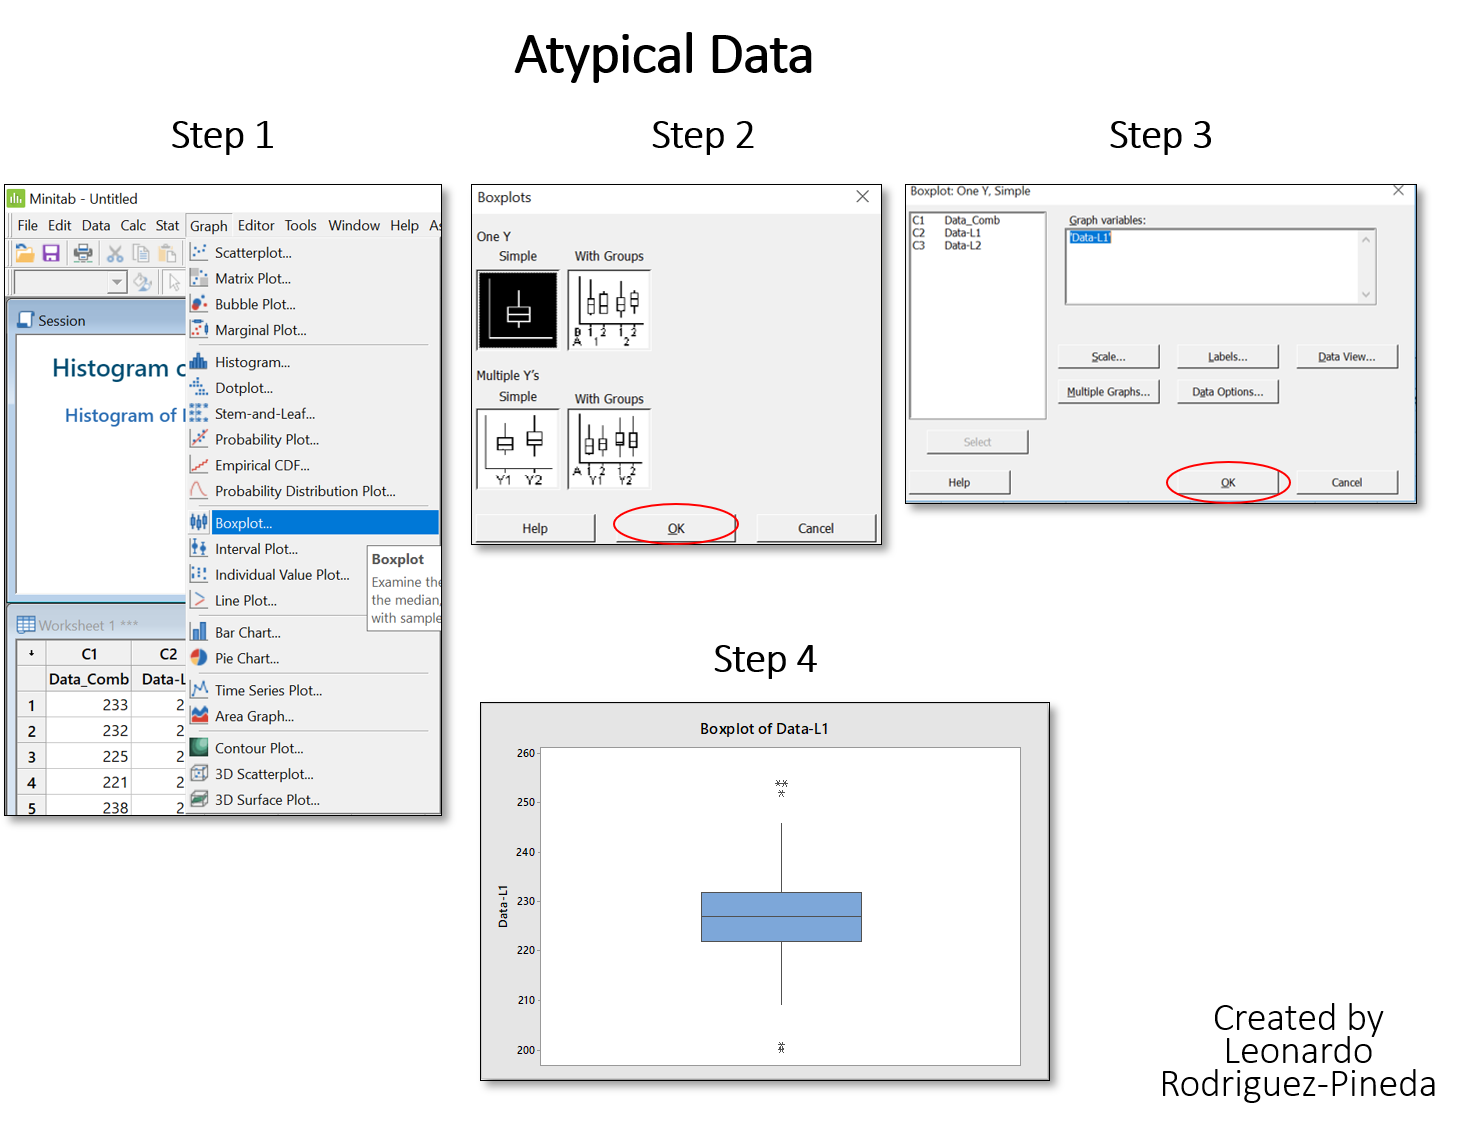 Atypical Data
Step 1
Step 2
Step 3
Minitab - Untitled
File Edit Data Calc Stat Graph Editor Tools Window Help As
Scatterplot...
Matrix Plot...
Bubble Plot...
Marginal Plot...
Session
Histogram...
Histogram o
Dotplot...
Histogram of
Stem-and-Leaf...
Probability Plot...
Empirical CDF...
Probability Distribution Plot...
Boxplot...
Interval Plot...
Individual Value Plot...
Line Plot...
Boxplot
Examine the
the median,
with sample
Worksheet 1 ***
Bar Chart...
Pie Chart...
Time Series Plot...
Area Graph...
Contour Plot...
3D Scatterplot...
3D Surface Plot...
C1 C2
Data_Comb Data-L
1 233 2
2 232 2
3 225 2
4 221 2
5 238 2
Boxplots
One Y
Simple With Groups
B 1 2 1 2
A 1 2
Multiple Y's
Simple With Groups
Y1 Y2
A 1 2 1 2
Y1 Y2
Help OK Cancel
Boxplot: One Y, Simple
C1 Data_Comb
C2 Data-L1
C3 Data-L2
Graph variables:
'Data-L1'
Scale... Labels... Data View...
Multiple Graphs... Data Options...
Select
Help OK Cancel
Step 4
Boxplot of Data-L1
260
250
240
230
220
210
200
Data-L1
Created by
Leonardo
Rodriguez-Pineda